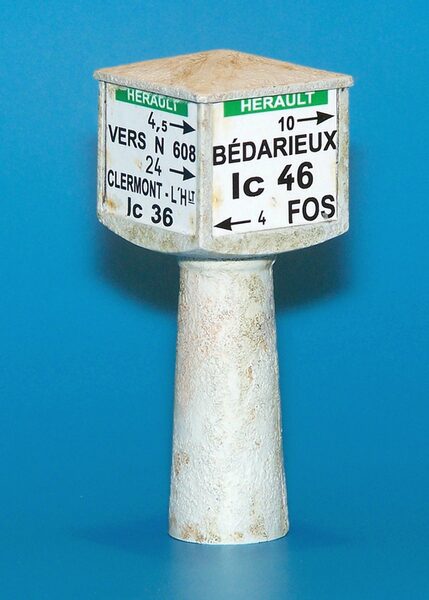 HERAULT
4,5 →
VERS N 608
24 →
CLERMONT - L'HLT
Ic 36
HERAULT
10 →
BÉDARIEUX
Ic 46
← 4 FOS